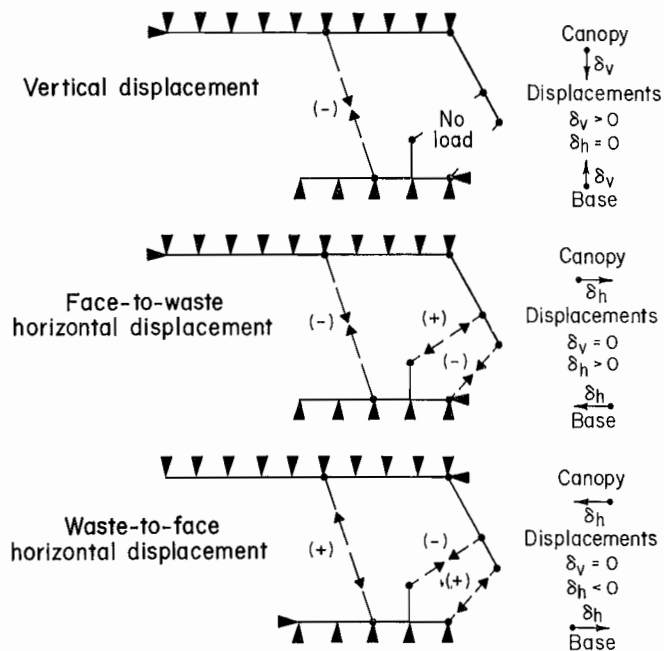 Vertical displacement
(-)
No
load
Canopy
δv
Displacements
δv > 0
δh = 0
δv
Base
Face-to-waste
horizontal displacement
(-)
(+)
(-)
Canopy
δh
Displacements
δv = 0
δh > 0
δh
Base
Waste-to-face
horizontal displacement
(+)
(-)
(+)
Canopy
δh
Displacements
δv = 0
δh < 0
δh
Base